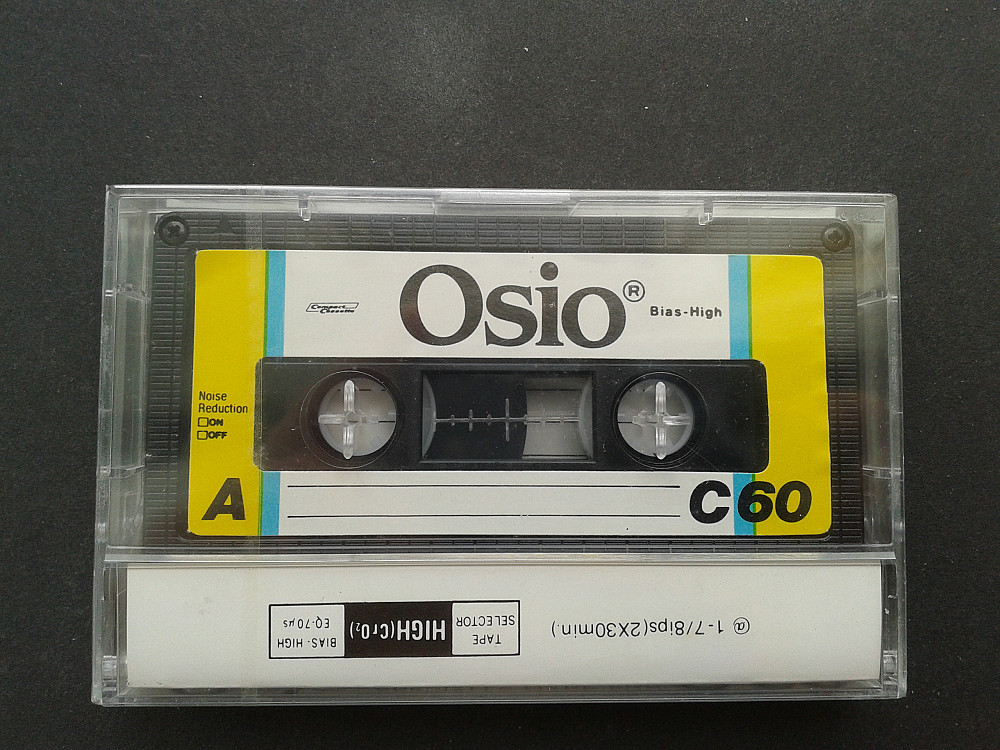 Osio®
Compact
Cassette
Bias-High
Noise
Reduction
ON
OFF
A
C60
@ 1-7/8ips(2X30min.)
TAPE
SELECTOR
HIGH(CrO₂)
BIAS-HIGH
EQ-70μs